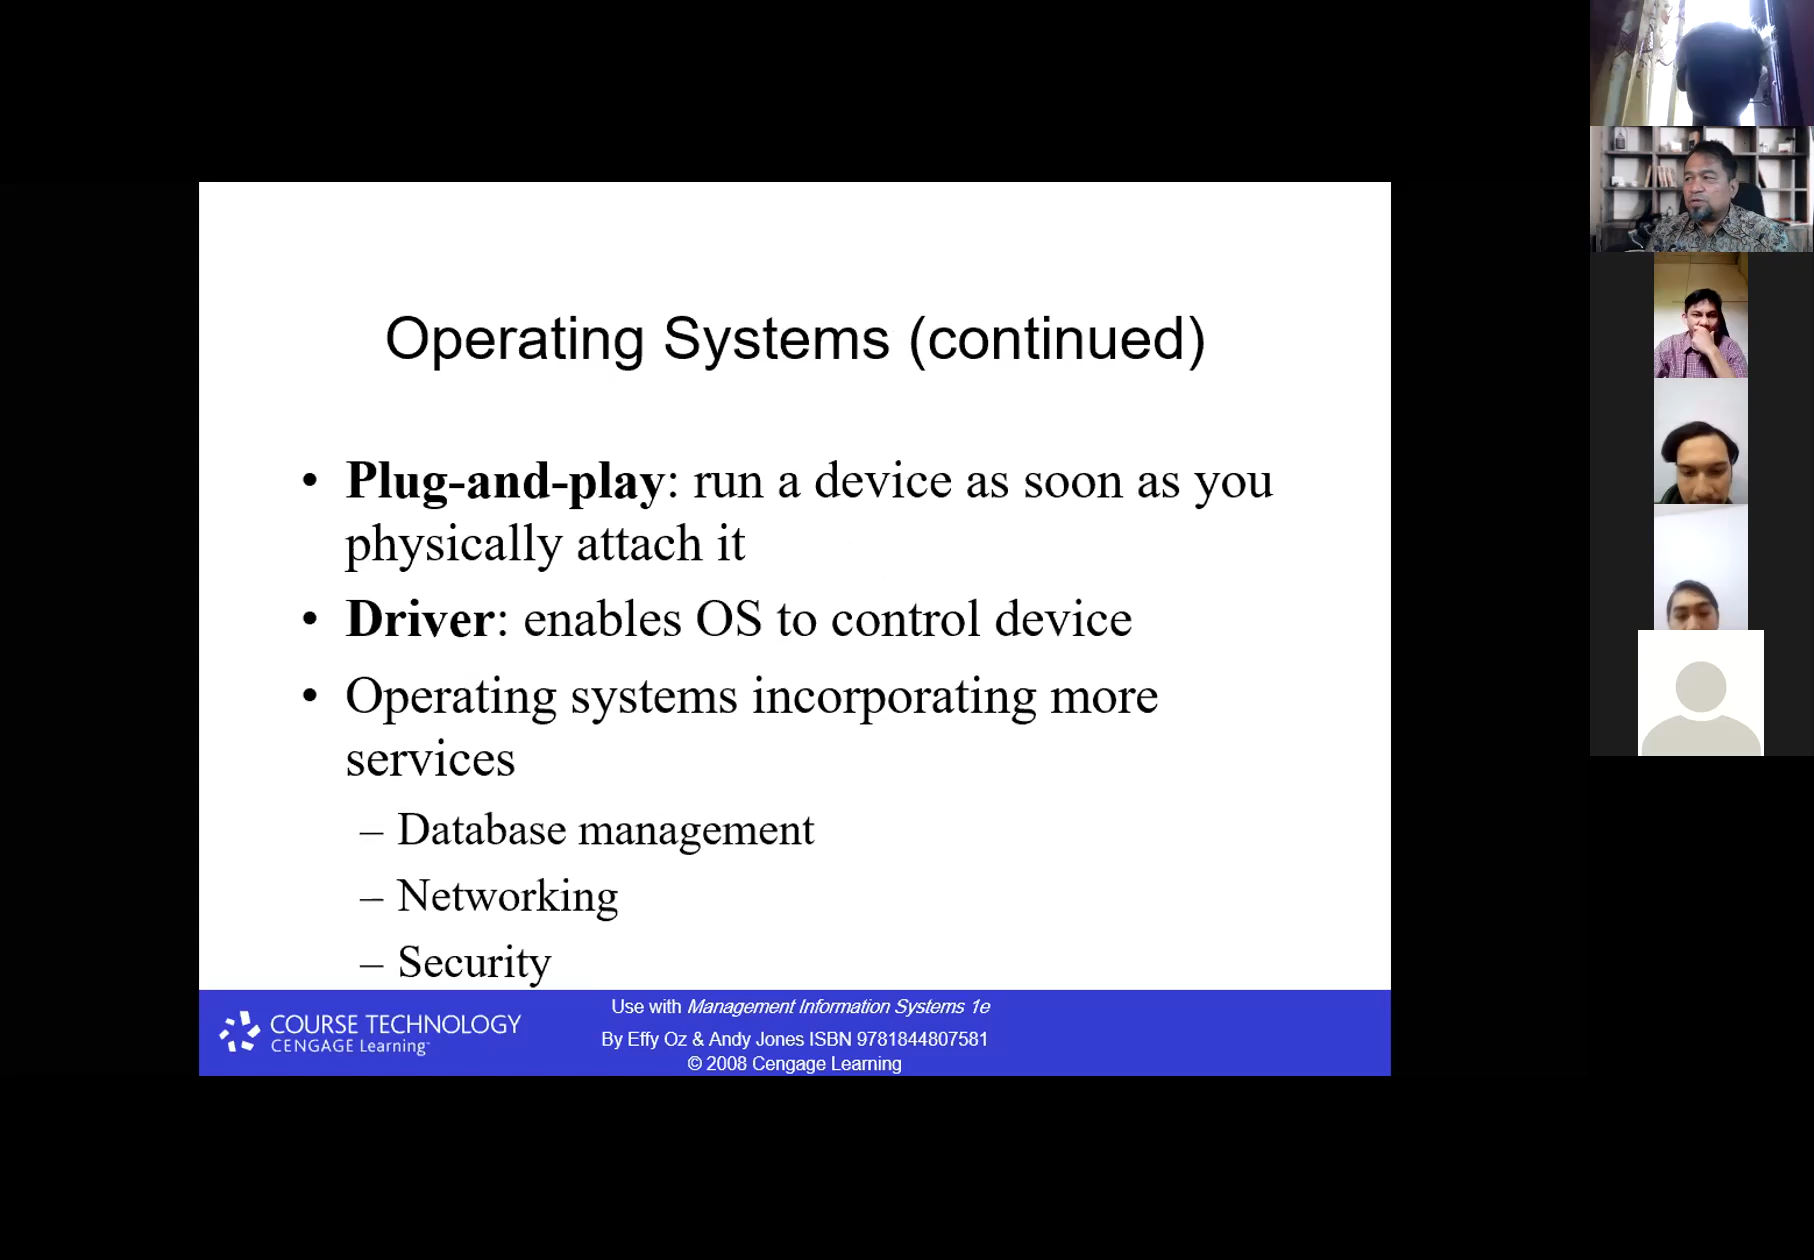 Operating Systems (continued)
• Plug-and-play: run a device as soon as you
physically attach it
• Driver: enables OS to control device
• Operating systems incorporating more
services
– Database management
– Networking
– Security
COURSE TECHNOLOGY
CENGAGE Learning™
Use with Management Information Systems 1e
By Effy Oz & Andy Jones ISBN 9781844807581
© 2008 Cengage Learning